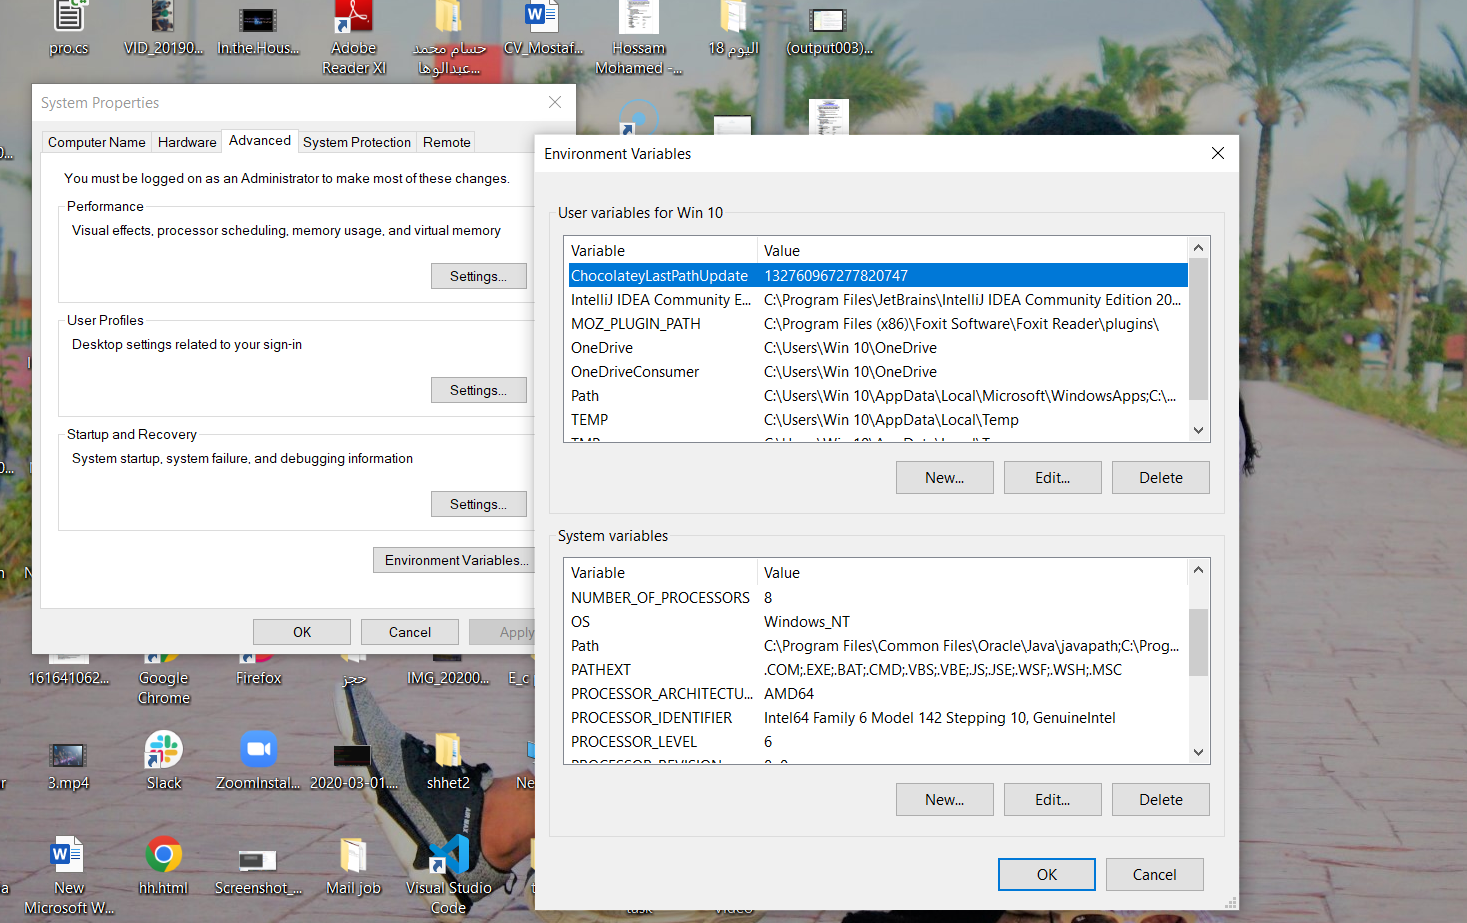 pro.cs
VID_20190...
In.the.Hous...
Adobe
Reader XI
حسام محمد
عبدالوها...
CV_Mostaf...
Hossam
Mohamed -...
اليوم 18
(output003)...
System Properties
Computer Name
Hardware
Advanced
System Protection
Remote
You must be logged on as an Administrator to make most of these changes.
Performance
Visual effects, processor scheduling, memory usage, and virtual memory
Settings...
User Profiles
Desktop settings related to your sign-in
Settings...
Startup and Recovery
System startup, system failure, and debugging information
Settings...
Environment Variables...
OK
Cancel
Apply
Environment Variables
User variables for Win 10
Variable Value
ChocolateyLastPathUpdate 132760967277820747
IntelliJ IDEA Community E... C:\Program Files\JetBrains\IntelliJ IDEA Community Edition 20...
MOZ_PLUGIN_PATH C:\Program Files (x86)\Foxit Software\Foxit Reader\plugins\
OneDrive C:\Users\Win 10\OneDrive
OneDriveConsumer C:\Users\Win 10\OneDrive
Path C:\Users\Win 10\AppData\Local\Microsoft\WindowsApps;C:\...
TEMP C:\Users\Win 10\AppData\Local\Temp
New...
Edit...
Delete
System variables
Variable Value
NUMBER_OF_PROCESSORS 8
OS Windows_NT
Path C:\Program Files\Common Files\Oracle\Java\javapath;C:\Prog...
PATHEXT .COM;.EXE;.BAT;.CMD;.VBS;.VBE;.JS;.JSE;.WSF;.WSH;.MSC
PROCESSOR_ARCHITECTU... AMD64
PROCESSOR_IDENTIFIER Intel64 Family 6 Model 142 Stepping 10, GenuineIntel
PROCESSOR_LEVEL 6
New...
Edit...
Delete
OK
Cancel
161641062...
Google
Chrome
Firefox
حجز
IMG_20200...
E_c
3.mp4
Slack
ZoomInstal...
2020-03-01....
shhet2
Ne
New
Microsoft W...
hh.html
Screenshot_...
Mail job
Visual Studio
Code
AIR MAX